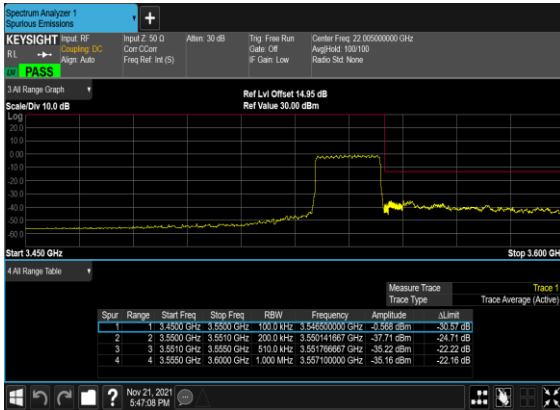 Spectrum Analyzer 1
Spurious Emissions
+
KEYSIGHT Input: RF Input Z: 50 Ω Atten: 30 dB Trig: Free Run Center Freq: 22.005000000 GHz
RL Coupling: DC Corr CCorr Gate: Off Avg|Hold: 100/100
Align: Auto Freq Ref: Int (S) IF Gain: Low Radio Std: None
LXI PASS
3 All Range Graph
Ref Lvl Offset 14.95 dB
Scale/Div 10.0 dB Ref Value 30.00 dBm
Log
20.0
10.0
0.00
-10.0
-20.0
-30.0
-40.0
-50.0
-60.0
Start 3.450 GHz Stop 3.600 GH
4 All Range Table
Measure Trace Trace 1
Trace Type Trace Average (Active)
Spur Range Start Freq Stop Freq RBW Frequency Amplitude ΔLimit
1 1 3.4500 GHz 3.5500 GHz 100.0 kHz 3.546500000 GHz -0.568 dBm -30.57 dB
2 2 3.5500 GHz 3.5510 GHz 200.0 kHz 3.550141667 GHz -37.71 dBm -24.71 dB
3 3 3.5510 GHz 3.5550 GHz 510.0 kHz 3.551766667 GHz -35.22 dBm -22.22 dB
4 4 3.5550 GHz 3.6000 GHz 1.000 MHz 3.557100000 GHz -35.16 dBm -22.16 dB
? Nov 21, 2021
5:47:08 PM